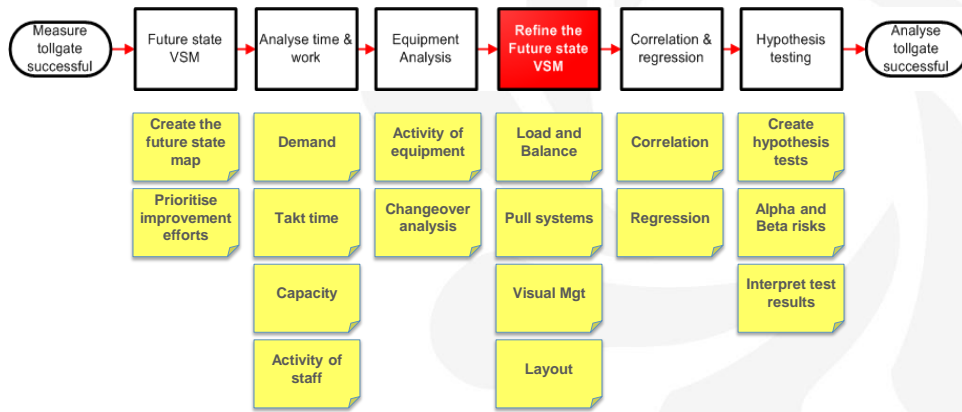 Measure
tollgate
successful
Future state
VSM
Analyse time &
work
Equipment
Analysis
Refine the
Future state
VSM
Correlation &
regression
Hypothesis
testing
Analyse
tollgate
successful
Create the
future state
map
Prioritise
improvement
efforts
Demand
Takt time
Capacity
Activity of
staff
Activity of
equipment
Changeover
analysis
Load and
Balance
Pull systems
Visual Mgt
Layout
Correlation
Regression
Create
hypothesis
tests
Alpha and
Beta risks
Interpret test
results